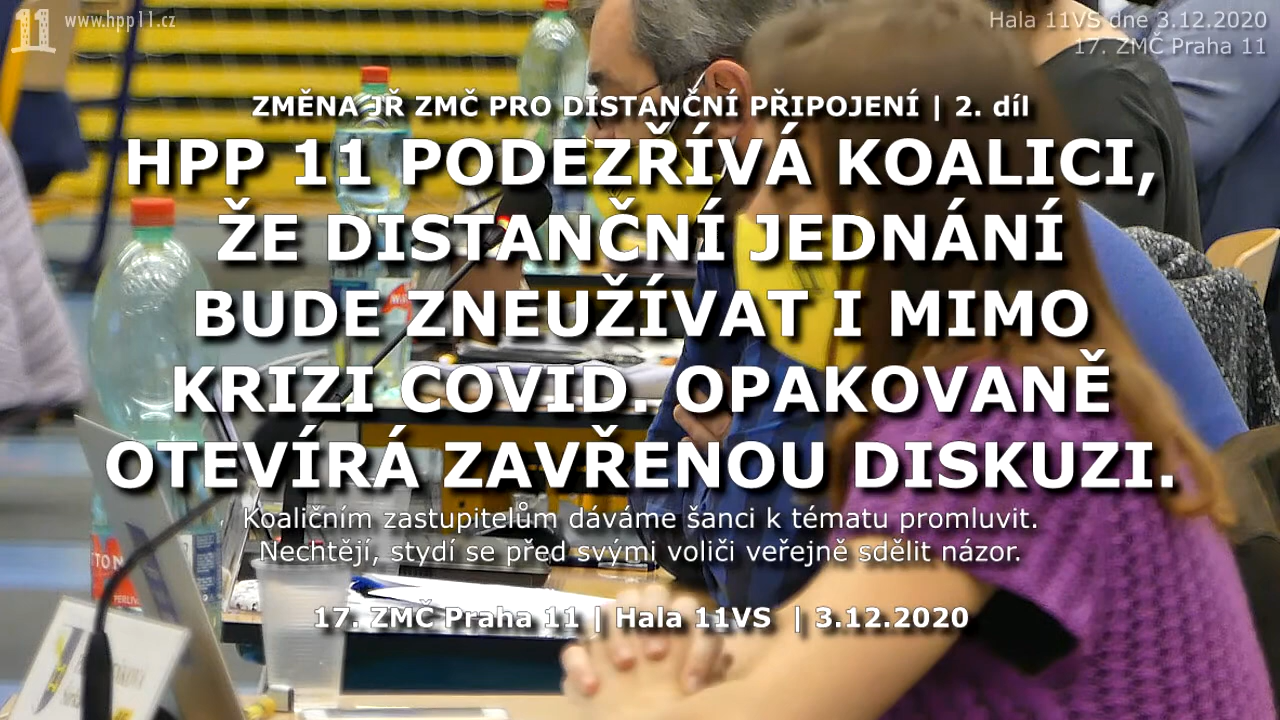 11 www.hpp11.cz
Hala 11VS dne 3.12.2020
17. ZMČ Praha 11
ZMĚNA JŘ ZMČ PRO DISTANČNÍ PŘIPOJENÍ | 2. díl
HPP 11 PODEZŘÍVÁ KOALICI,
ŽE DISTANČNÍ JEDNÁNÍ
BUDE ZNEUŽÍVAT I MIMO
KRIZI COVID. OPAKOVANĚ
OTEVÍRÁ ZAVŘENOU DISKUZI.
Koaličním zastupitelům dáváme šanci k tématu promluvit.
Nechtějí, stydí se před svými voliči veřejně sdělit názor.
17. ZMČ Praha 11 | Hala 11VS | 3.12.2020